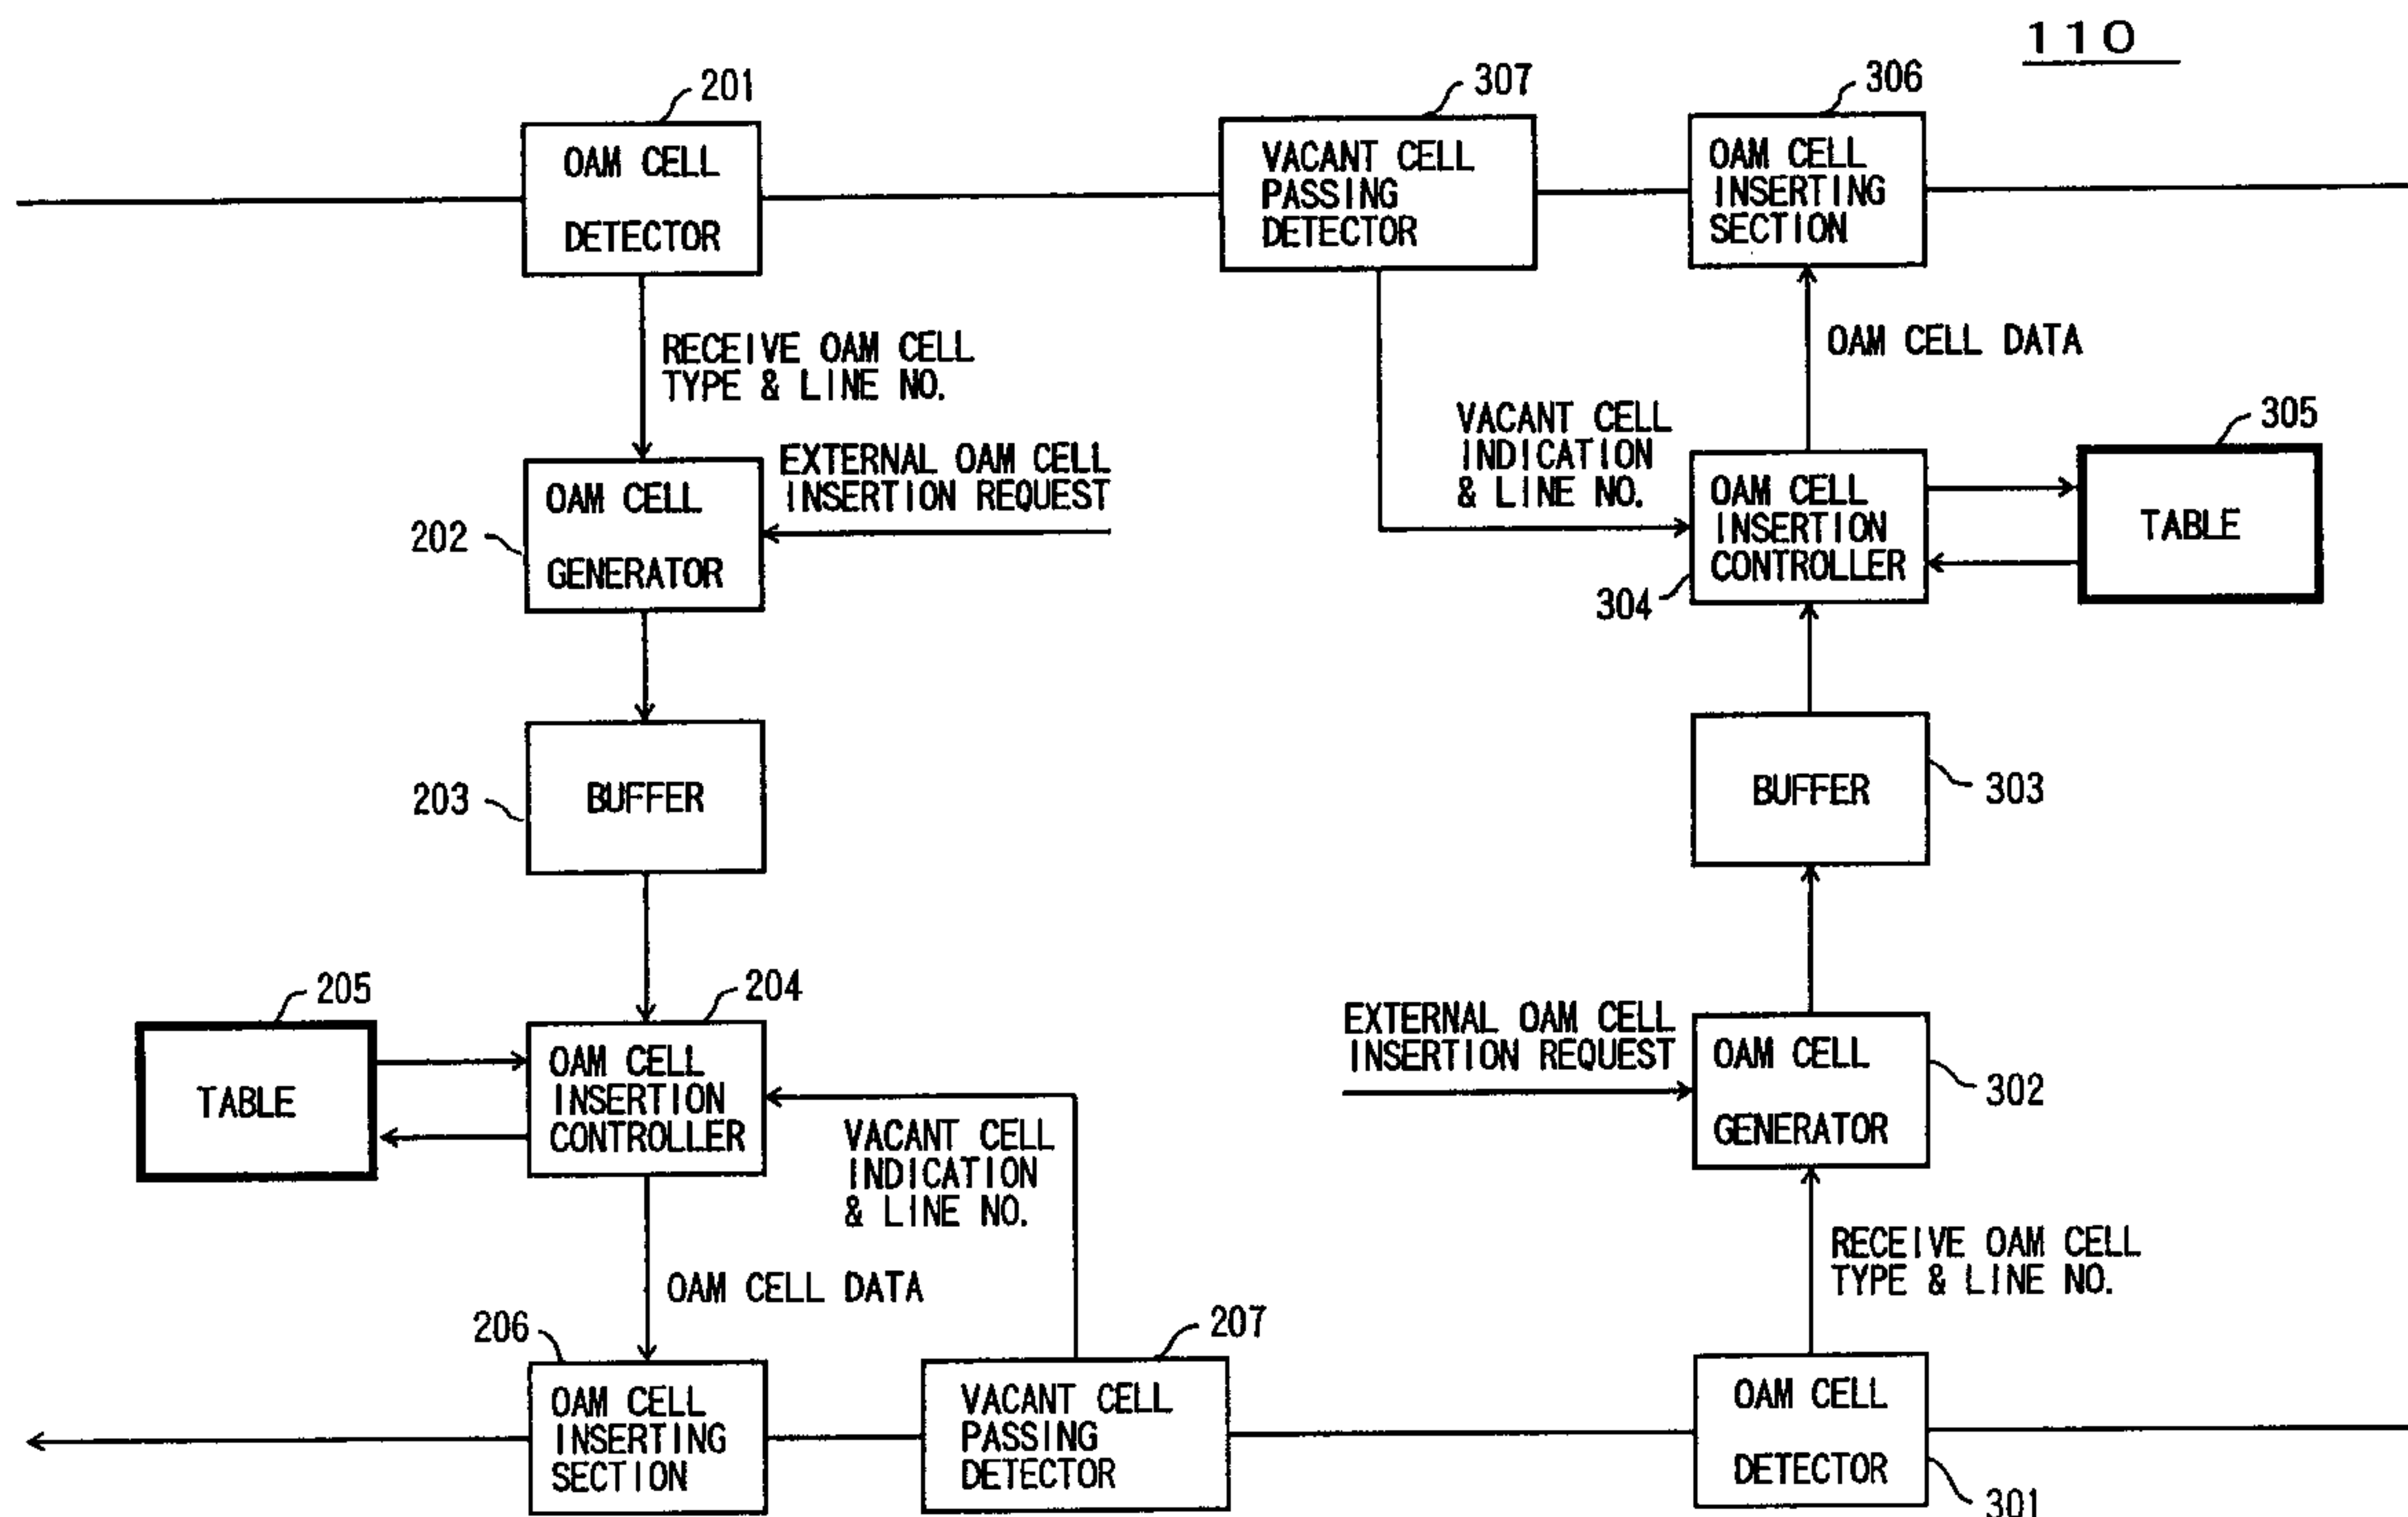 110
201
OAM CELL
DETECTOR
307
VACANT CELL
PASSING
DETECTOR
306
OAM CELL
INSERTING
SECTION
RECEIVE OAM CELL
TYPE & LINE NO.
OAM CELL DATA
EXTERNAL OAM CELL
INSERTION REQUEST
202
OAM CELL
GENERATOR
VACANT CELL
INDICATION
& LINE NO.
304
OAM CELL
INSERTION
CONTROLLER
305
TABLE
203
BUFFER
BUFFER
303
205
TABLE
204
OAM CELL
INSERTION
CONTROLLER
VACANT CELL
INDICATION
& LINE NO.
EXTERNAL OAM CELL
INSERTION REQUEST
OAM CELL
GENERATOR
302
OAM CELL DATA
RECEIVE OAM CELL
TYPE & LINE NO.
206
OAM CELL
INSERTING
SECTION
207
VACANT CELL
PASSING
DETECTOR
OAM CELL
DETECTOR
301